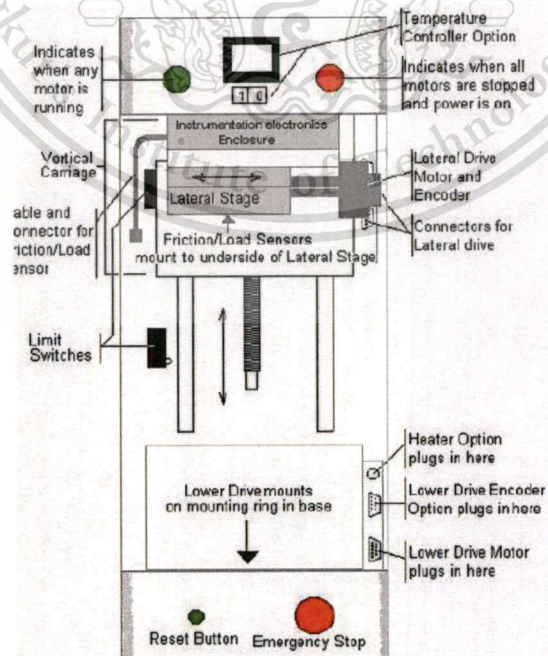 Temperature
Controller Option
Indicates
when any
motor is
running
1 0
Indicates when all
motors are stopped
and power is on
Instrumentation electronics
Enclosure
Vortical
Carriage
Lateral Stage
Lateral Drive
Motor and
Encoder
able and
onnector for
riction/Load
ensor
Friction/Load Sensors
mount to underside of Lateral Stage
Connectors for
Lateral drive
Limit
Switches
Heater Option
plugs in here
Lower Drive mounts
on mounting ring in base
Lower Drive Encoder
Option plugs in here
Lower Drive Motor
plugs in here
Reset Button
Emergency Stop
Institute of Technolo